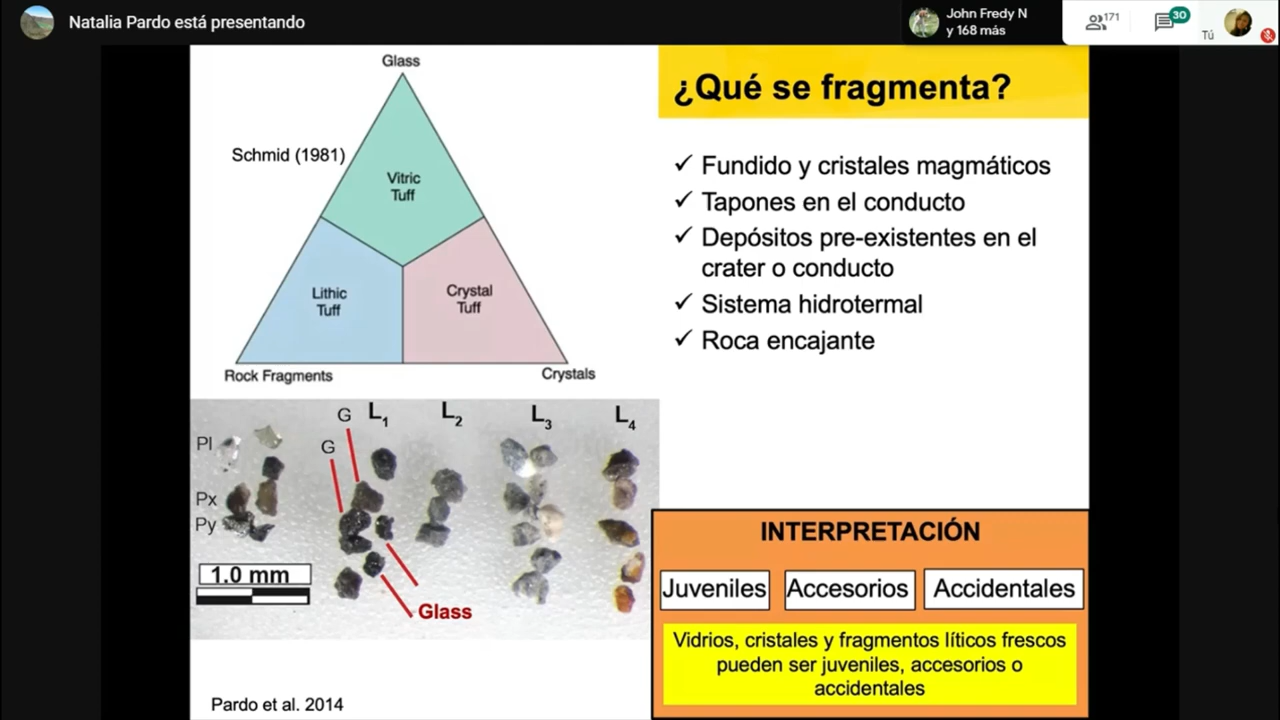 Natalia Pardo está presentando
John Fredy N
y 168 más
171
30
Tú
Glass
Schmid (1981)
Vitric
Tuff
Lithic
Tuff
Crystal
Tuff
Rock Fragments
Crystals
¿Qué se fragmenta?
✓ Fundido y cristales magmáticos
✓ Tapones en el conducto
✓ Depósitos pre-existentes en el
crater o conducto
✓ Sistema hidrotermal
✓ Roca encajante
G L1 L2 L3 L4
G
Pl
Px
Py
1.0 mm
Glass
Pardo et al. 2014
INTERPRETACIÓN
Juveniles Accesorios Accidentales
Vidrios, cristales y fragmentos líticos frescos
pueden ser juveniles, accesorios o
accidentales